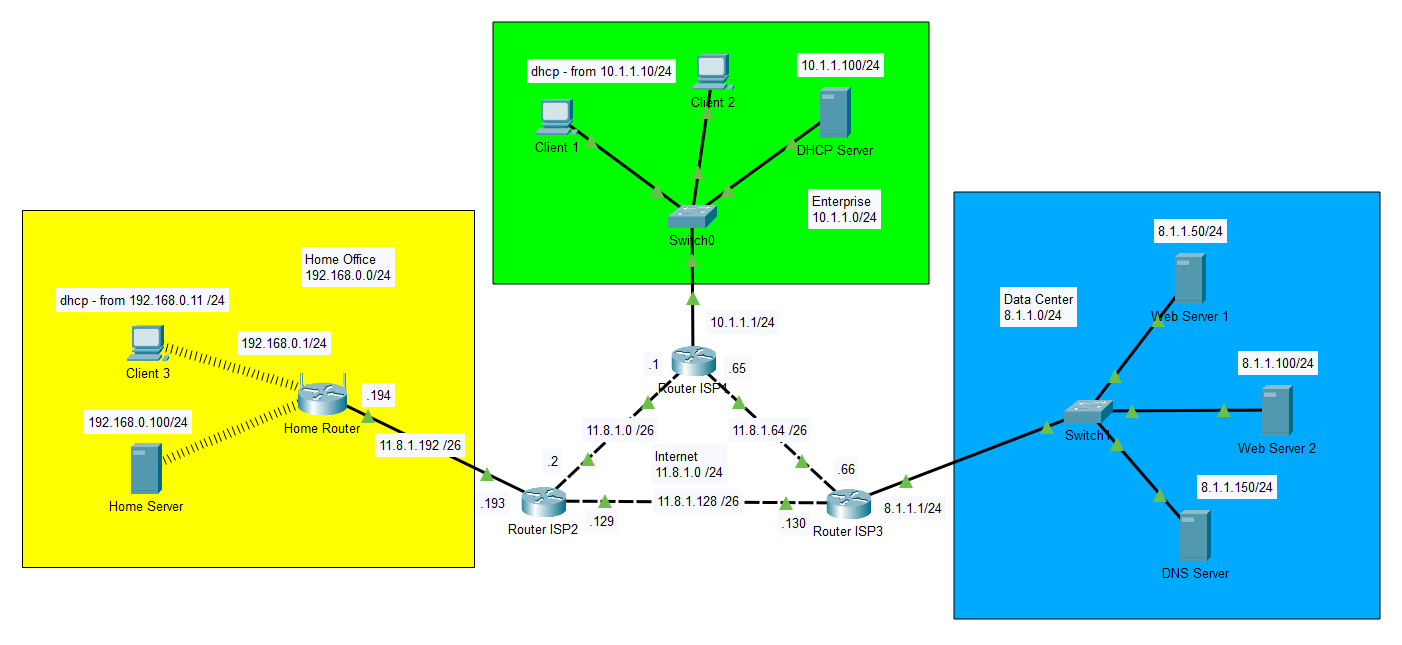 dhcp - from 10.1.1.10/24
Client 2
10.1.1.100/24
Client 1
DHCP Server
Enterprise
10.1.1.0/24
Switch0
Home Office
192.168.0.0/24
dhcp - from 192.168.0.11 /24
Client 3
192.168.0.1/24
192.168.0.100/24
Home Server
Home Router
.194
11.8.1.192 /26
.193
10.1.1.1/24
.1
.65
Router ISP1
11.8.1.0 /26
11.8.1.64 /26
Internet
11.8.1.0 /24
.2
.66
11.8.1.128 /26
.129
.130
Router ISP2
Router ISP3
8.1.1.1/24
Data Center
8.1.1.0/24
8.1.1.50/24
Web Server 1
8.1.1.100/24
Web Server 2
Switch1
8.1.1.150/24
DNS Server